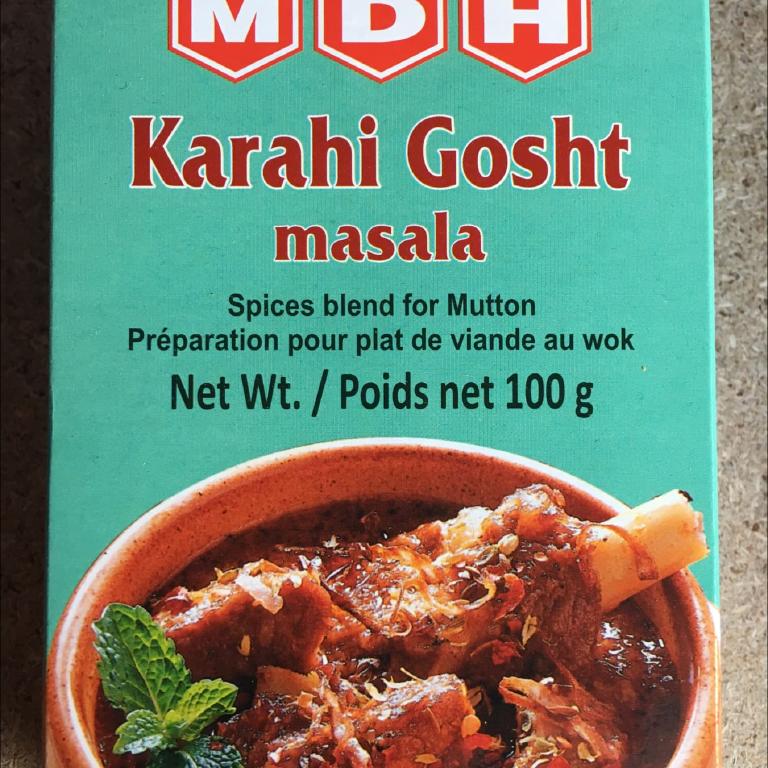 MDH
Karahi Gosht
masala
Spices blend for Mutton
Préparation pour plat de viande au wok
Net Wt. / Poids net 100 g